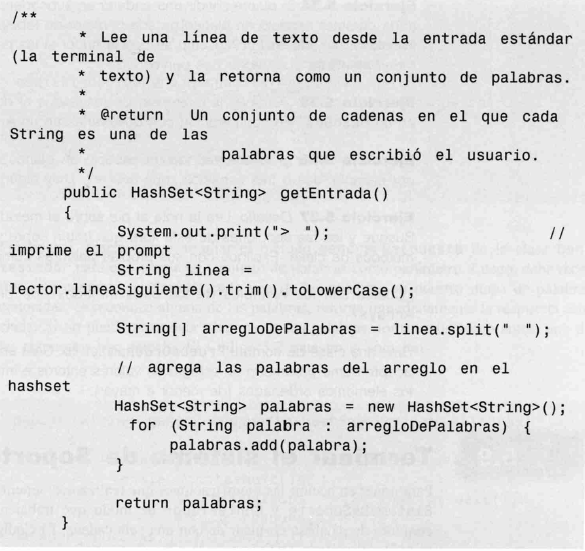 /**
* Lee una línea de texto desde la entrada estándar
(la terminal de
* texto) y la retorna como un conjunto de palabras.
*
* @return Un conjunto de cadenas en el que cada
String es una de las
* palabras que escribió el usuario.
*/
public HashSet<String> getEntrada()
{
System.out.print("> "); //
imprime el prompt
String linea =
lector.lineaSiguiente().trim().toLowerCase();
String[] arregloDePalabras = linea.split(" ");
// agrega las palabras del arreglo en el
hashset
HashSet<String> palabras = new HashSet<String>();
for (String palabra : arregloDePalabras) {
palabras.add(palabra);
}
return palabras;
}